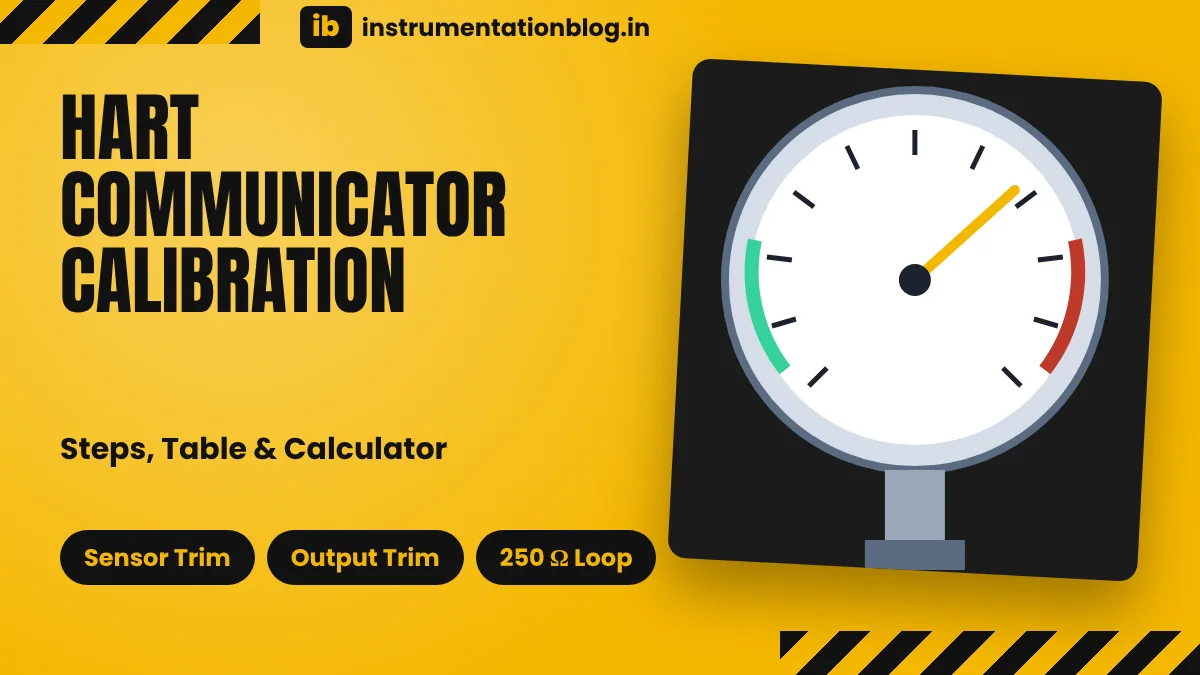 ib instrumentationblog.in
HART
COMMUNICATOR
CALIBRATION
Steps, Table & Calculator
Sensor Trim Output Trim 250 Ω Loop